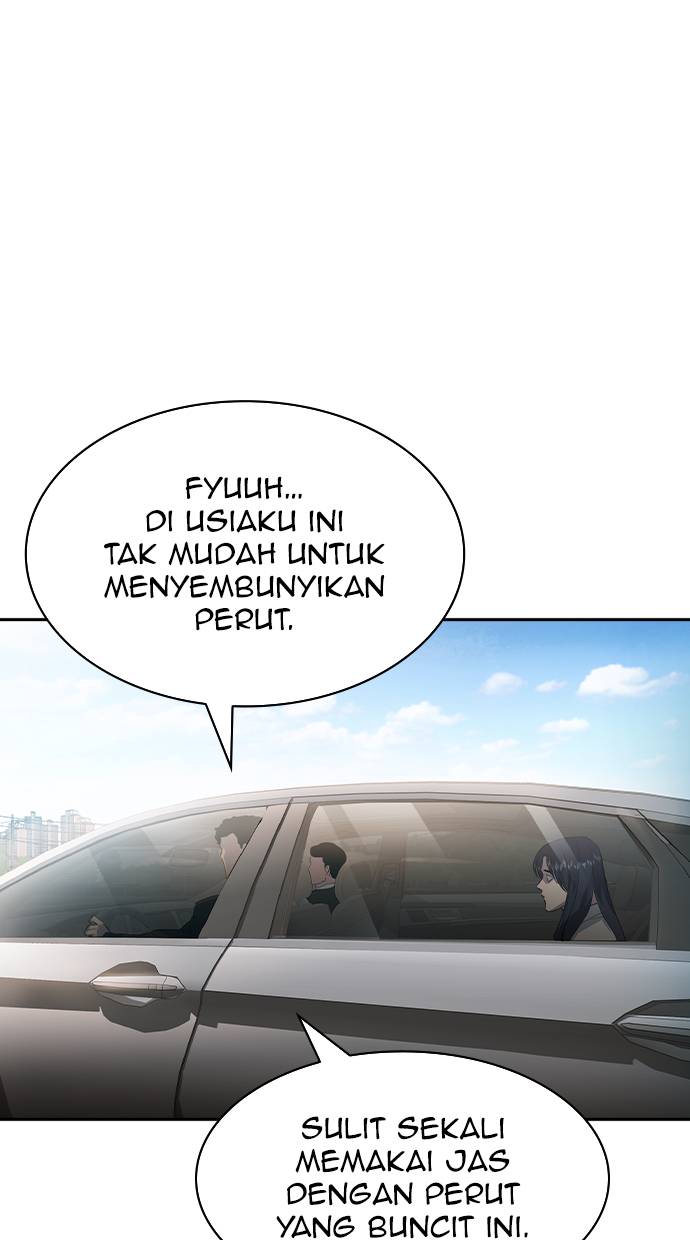 FYUUH...
DI USIAKU INI
TAK MUDAH UNTUK
MENYEMBUNYIKAN
PERUT.
SULIT SEKALI
MEMAKAI JAS
DENGAN PERUT
YANG BUNCIT INI.